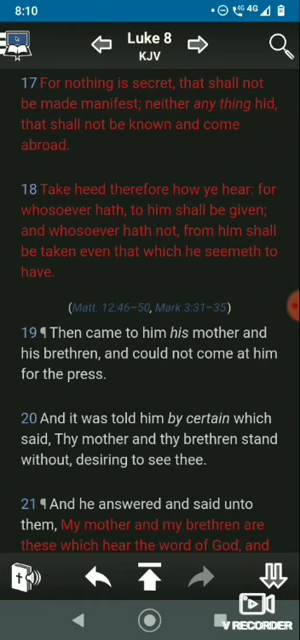 8:10
4G 4G
Luke 8
KJV
17 For nothing is secret, that shall not
be made manifest; neither any thing hid,
that shall not be known and come
abroad.
18 Take heed therefore how ye hear: for
whosoever hath, to him shall be given;
and whosoever hath not, from him shall
be taken even that which he seemeth to
have.
(Matt. 12:46–50, Mark 3:31–35)
19 ¶ Then came to him his mother and
his brethren, and could not come at him
for the press.
20 And it was told him by certain which
said, Thy mother and thy brethren stand
without, desiring to see thee.
21 ¶ And he answered and said unto
them, My mother and my brethren are
these which hear the word of God, and
V RECORDER